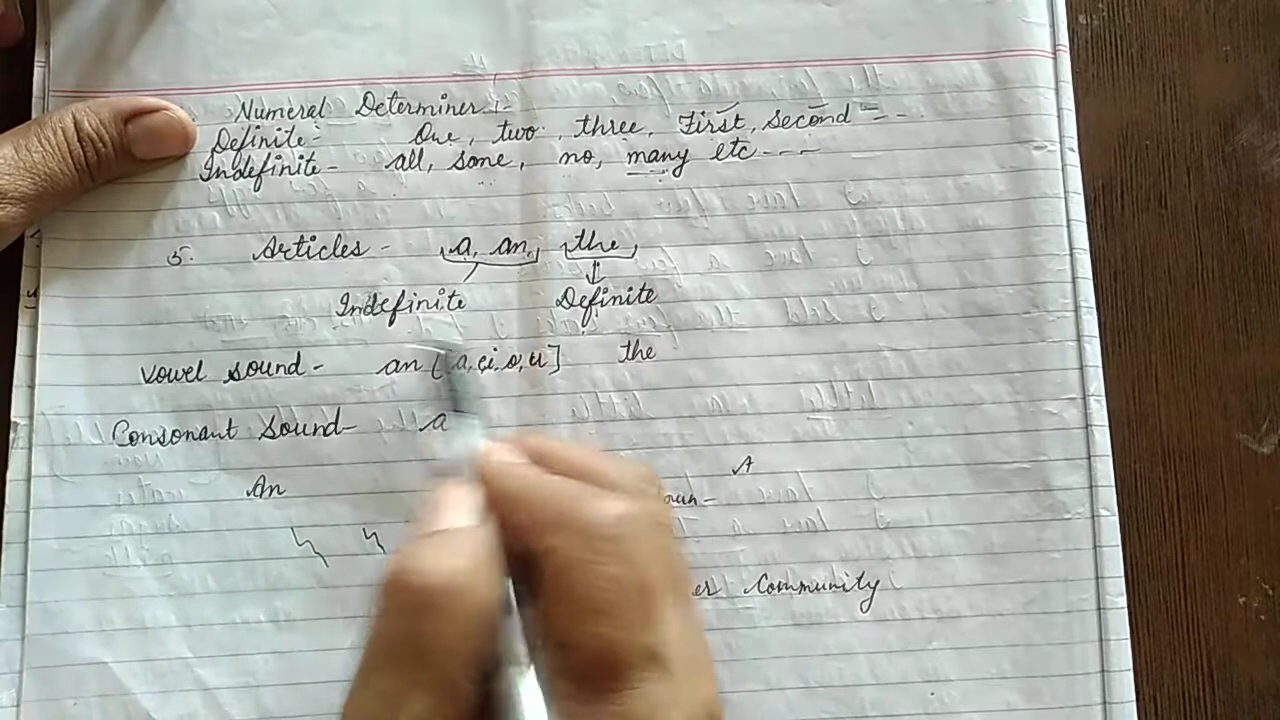 Numeral Determiner :-
Definite :- One, two, three, First, second = - .
Indefinite - all, some, no, many etc - - -
5. Articles - a, an, the,
Indefinite Definite
Vowel sound - an [a, e, i, o, u] the
Consonant Sound - a
An A
Community